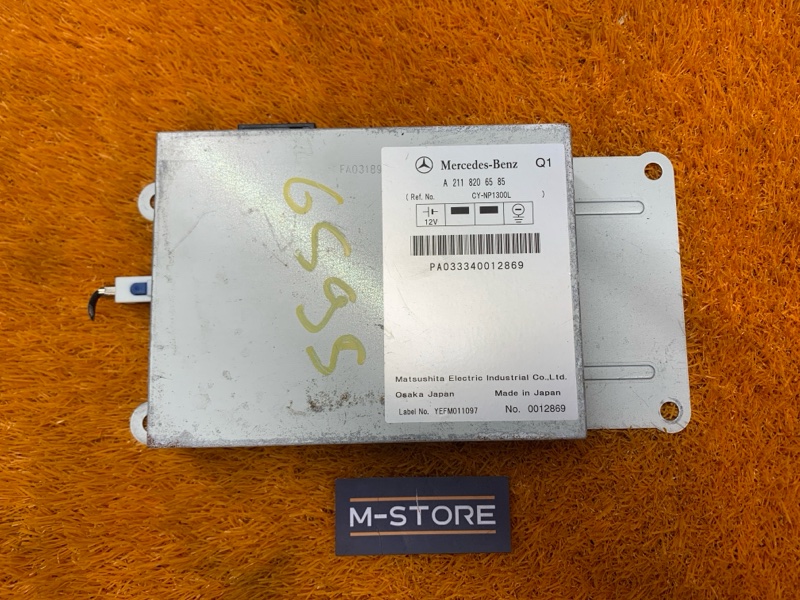 FA03189
6595
Mercedes-Benz Q1
A 211 820 65 85
( Ref. No. CY-NP1300L )
12V
PA033340012869
Matsushita Electric Industrial Co.,Ltd.
Osaka Japan Made in Japan
Label No. YEFM011097 No. 0012869
M-STORE